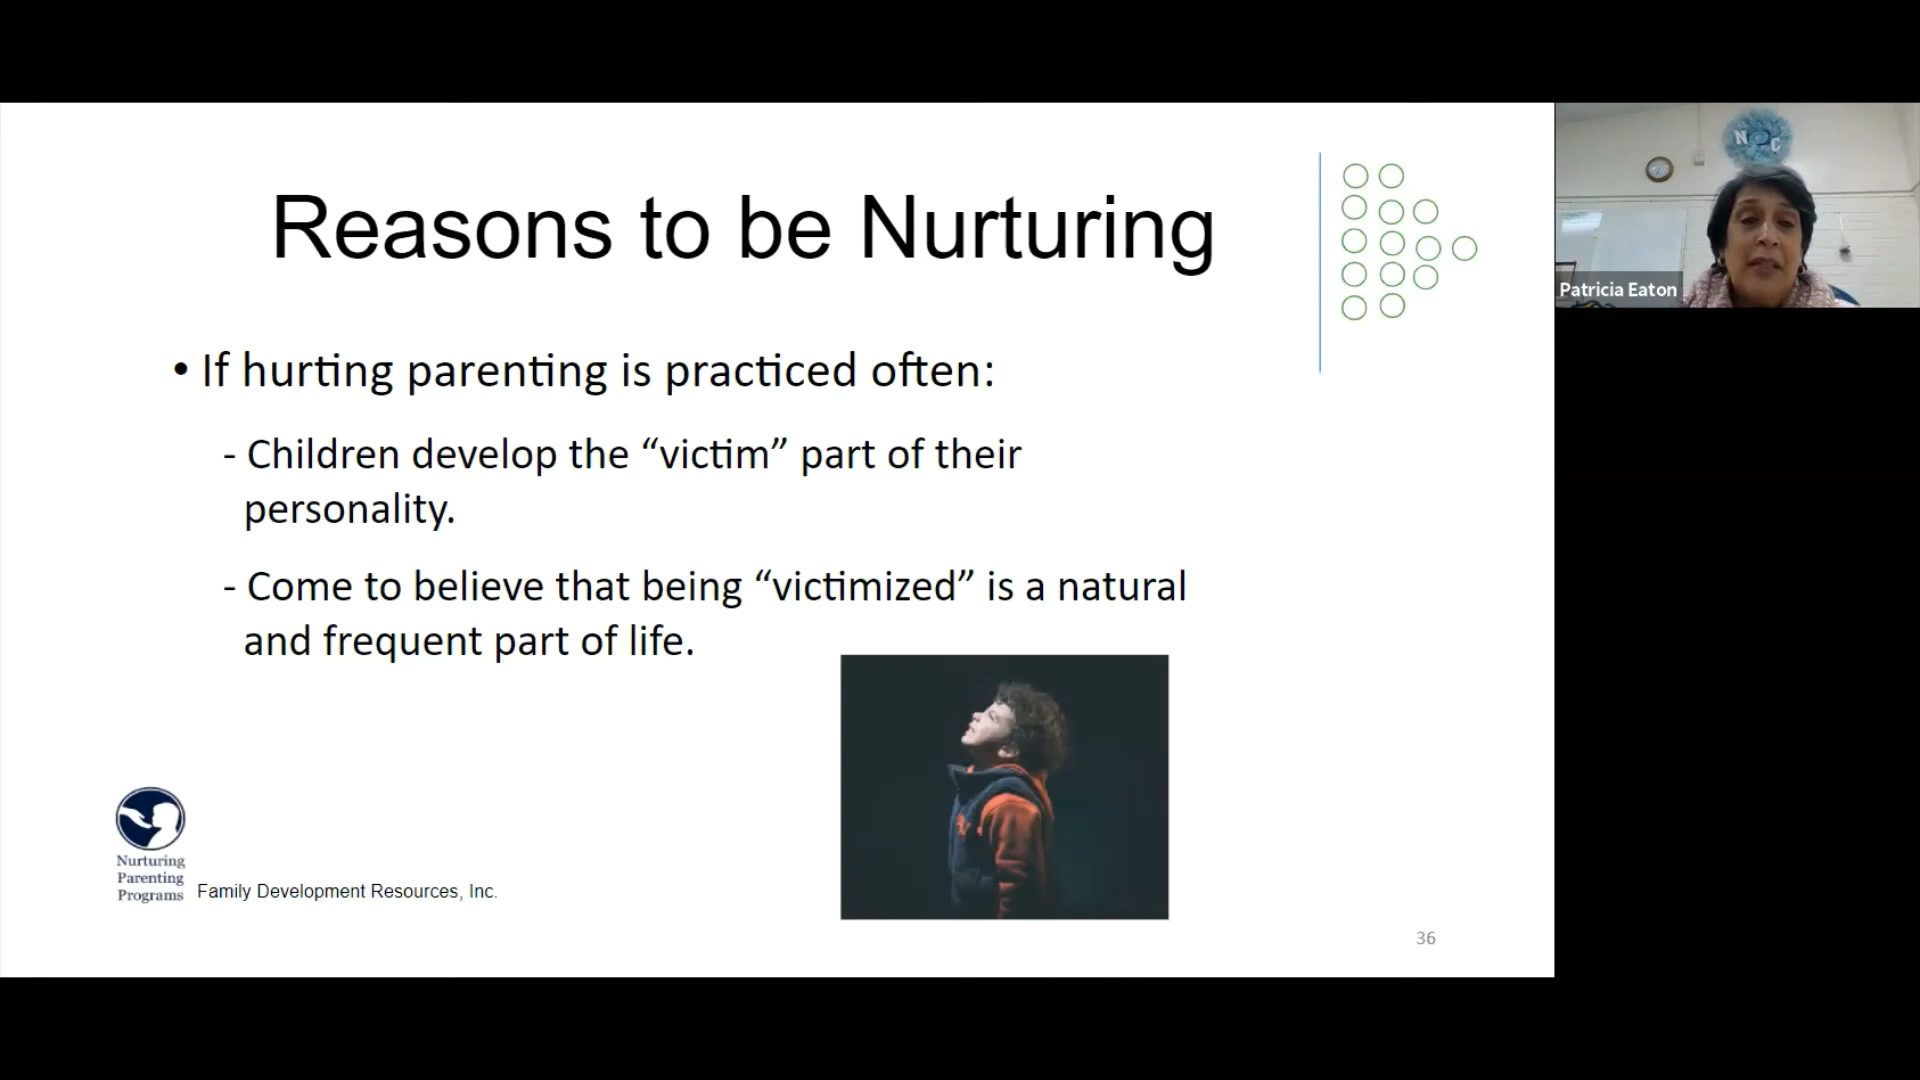 Reasons to be Nurturing
• If hurting parenting is practiced often:
- Children develop the “victim” part of their
personality.
- Come to believe that being “victimized” is a natural
and frequent part of life.
Nurturing
Parenting
Programs
Family Development Resources, Inc.
36
N C
Patricia Eaton